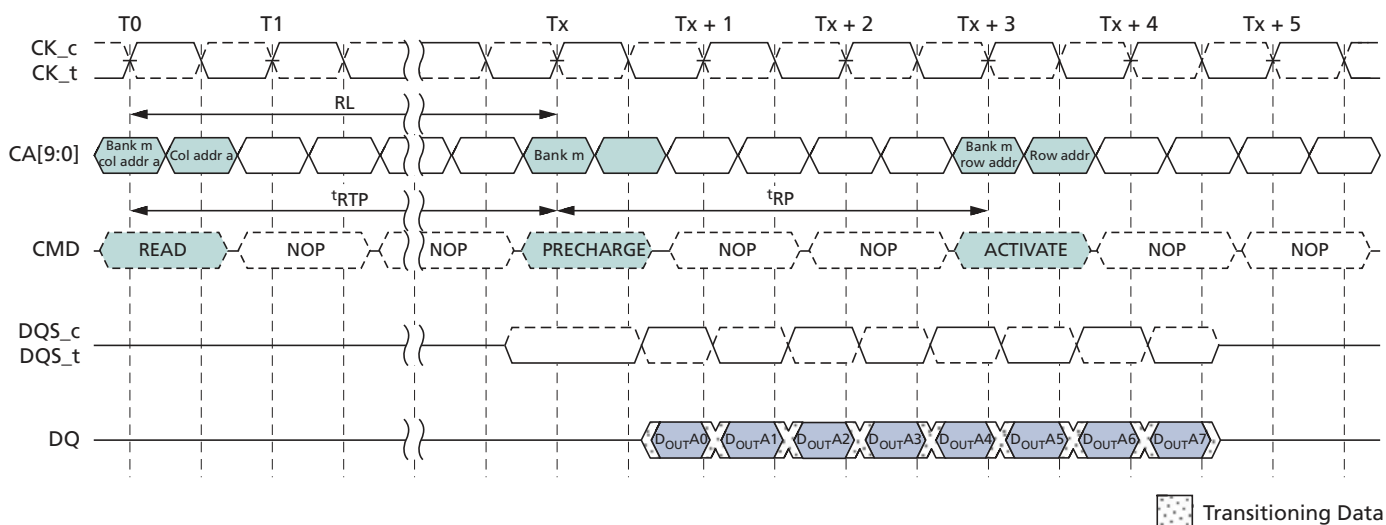 T0 T1 Tx Tx + 1 Tx + 2 Tx + 3 Tx + 4 Tx + 5
CK_c
CK_t
RL
CA[9:0] Bank m col addr a Col addr a Bank m Bank m row addr Row addr
tRTP tRP
CMD READ NOP NOP PRECHARGE NOP NOP ACTIVATE NOP NOP
DQS_c
DQS_t
DQ DOUTA0 DOUTA1 DOUTA2 DOUTA3 DOUTA4 DOUTA5 DOUTA6 DOUTA7
Transitioning Data